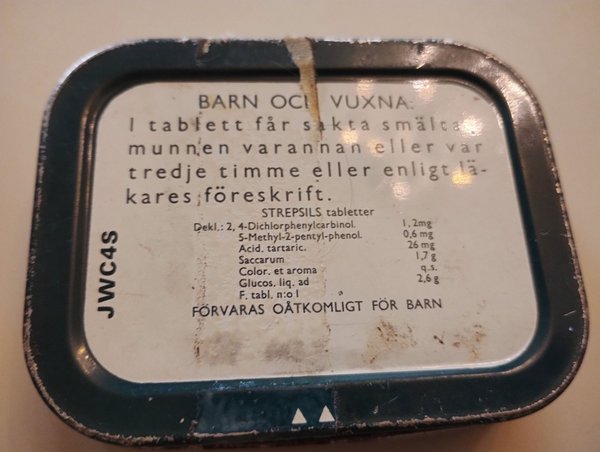 BARN OCH VUXNA:
1 tablett får sakta smälta
munnen varannan eller var
tredje timme eller enligt lä-
kares föreskrift.
STREPSILS tabletter
Dekl.: 2, 4-Dichlorphenylcarbinol. 1,2mg
5-Methyl-2-pentyl-phenol. 0,6 mg
Acid. tartaric. 26 mg
Saccarum 1,7 g
Color. et aroma q.s.
Glucos. liq. ad 2,6 g
F. tabl. n:o 1
FÖRVARAS OÅTKOMLIGT FÖR BARN
JWC4S